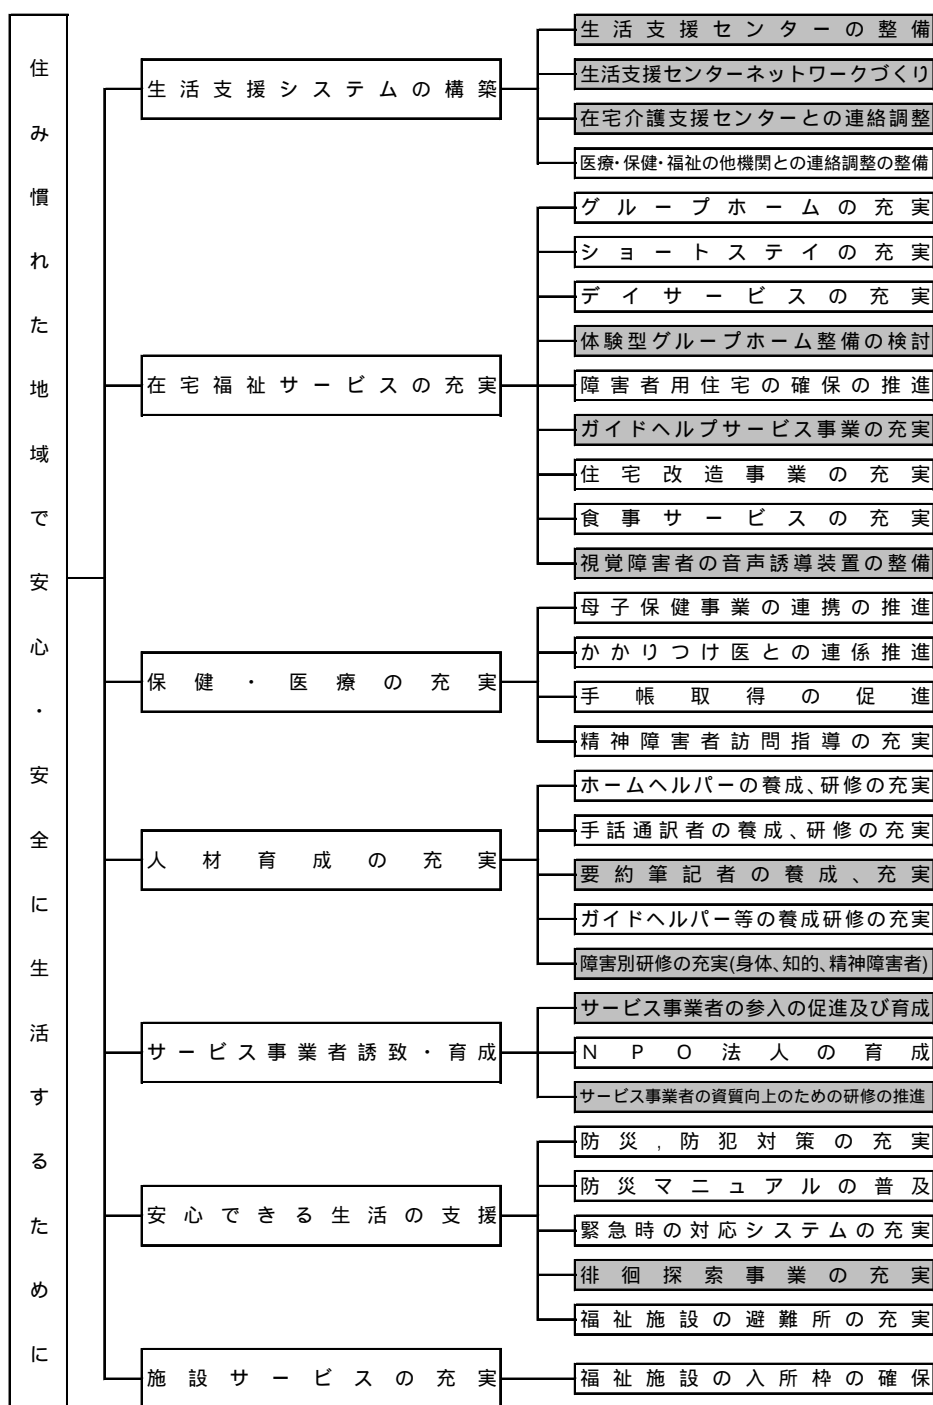 住み慣れた地域で安心・安全に生活するために
生活支援システムの構築
生活支援センターの整備
生活支援センターネットワークづくり
在宅介護支援センターとの連絡調整
医療・保健・福祉の他機関との連絡調整の整備
在宅福祉サービスの充実
グループホームの充実
ショートステイの充実
デイサービスの充実
体験型グループホーム整備の検討
障害者用住宅の確保の推進
ガイドヘルプサービス事業の充実
住宅改造事業の充実
食事サービスの充実
視覚障害者の音声誘導装置の整備
保健・医療の充実
母子保健事業の連携の推進
かかりつけ医との連係推進
手帳取得の促進
精神障害者訪問指導の充実
人材育成の充実
ホームヘルパーの養成、研修の充実
手話通訳者の養成、研修の充実
要約筆記者の養成、充実
ガイドヘルパー等の養成研修の充実
障害別研修の充実(身体、知的、精神障害者)
サービス事業者誘致・育成
サービス事業者の参入の促進及び育成
NPO法人の育成
サービス事業者の資質向上のための研修の推進
安心できる生活の支援
防災,防犯対策の充実
防災マニュアルの普及
緊急時の対応システムの充実
徘徊探索事業の充実
福祉施設の避難所の充実
施設サービスの充実
福祉施設の入所枠の確保